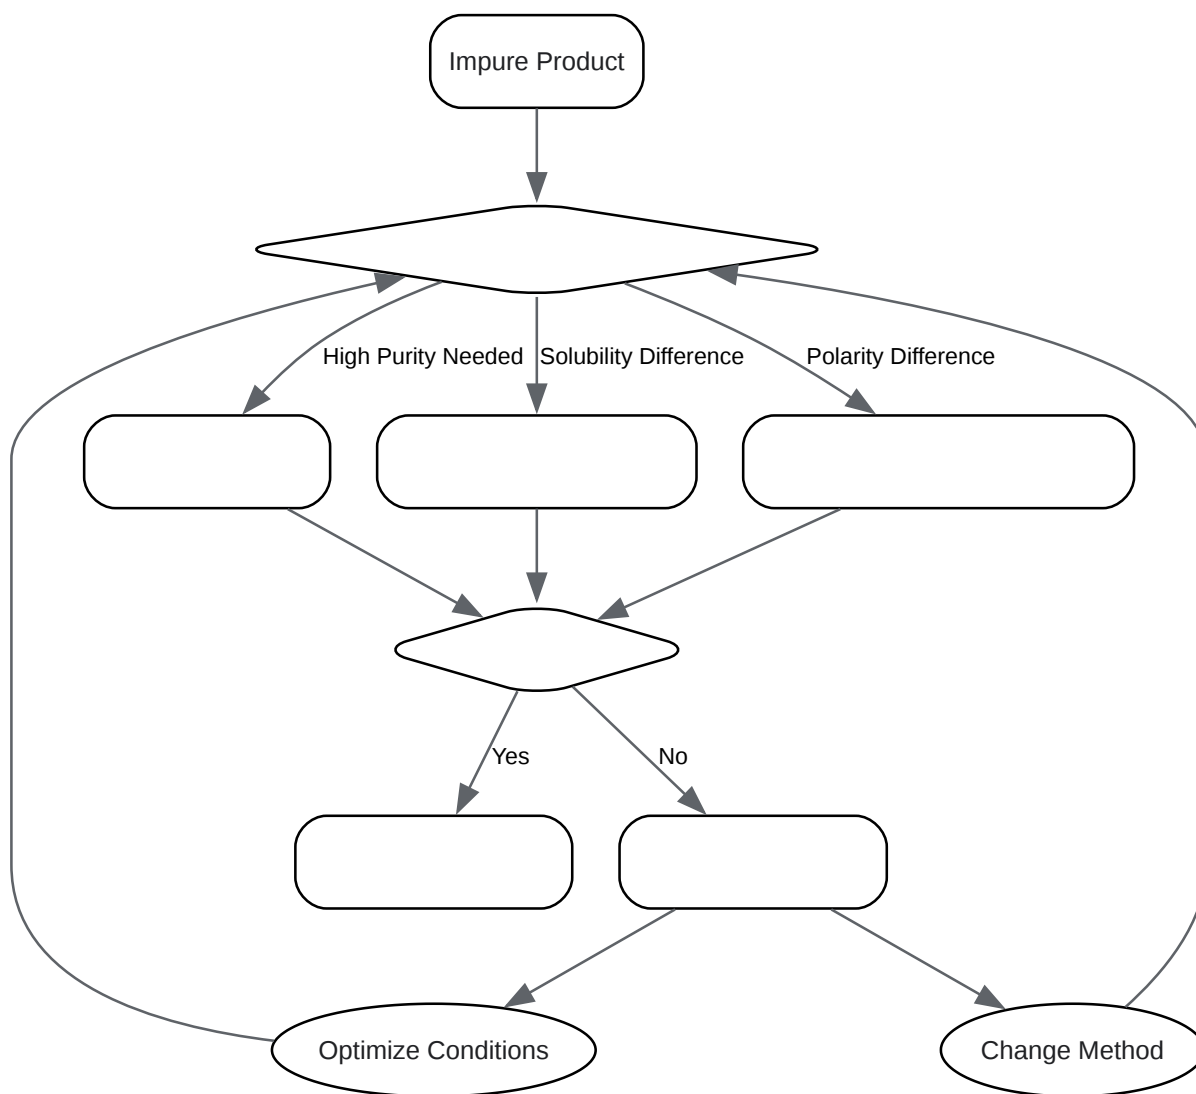 Impure Product
High Purity Needed
Solubility Difference
Polarity Difference
Yes
No
Optimize Conditions
Change Method